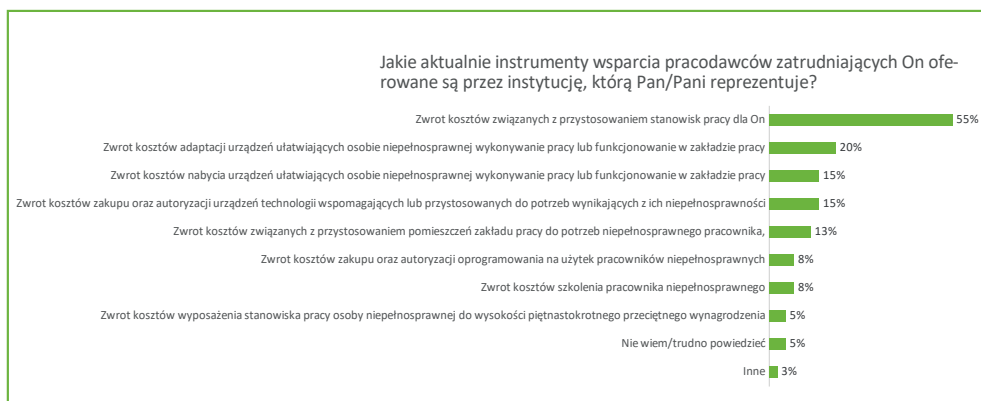 Jakie aktualnie instrumenty wsparcia pracodawców zatrudniających On ofe-
rowane są przez instytucję, którą Pan/Pani reprezentuje?
Zwrot kosztów związanych z przystosowaniem stanowisk pracy dla On 55%
Zwrot kosztów adaptacji urządzeń ułatwiających osobie niepełnosprawnej wykonywanie pracy lub funkcjonowanie w zakładzie pracy 20%
Zwrot kosztów nabycia urządzeń ułatwiających osobie niepełnosprawnej wykonywanie pracy lub funkcjonowanie w zakładzie pracy 15%
Zwrot kosztów zakupu oraz autoryzacji urządzeń technologii wspomagających lub przystosowanych do potrzeb wynikających z ich niepełnosprawności 15%
Zwrot kosztów związanych z przystosowaniem pomieszczeń zakładu pracy do potrzeb niepełnosprawnego pracownika, 13%
Zwrot kosztów zakupu oraz autoryzacji oprogramowania na użytek pracowników niepełnosprawnych 8%
Zwrot kosztów szkolenia pracownika niepełnosprawnego 8%
Zwrot kosztów wyposażenia stanowiska pracy osoby niepełnosprawnej do wysokości piętnastokrotnego przeciętnego wynagrodzenia 5%
Nie wiem/trudno powiedzieć 5%
Inne 3%